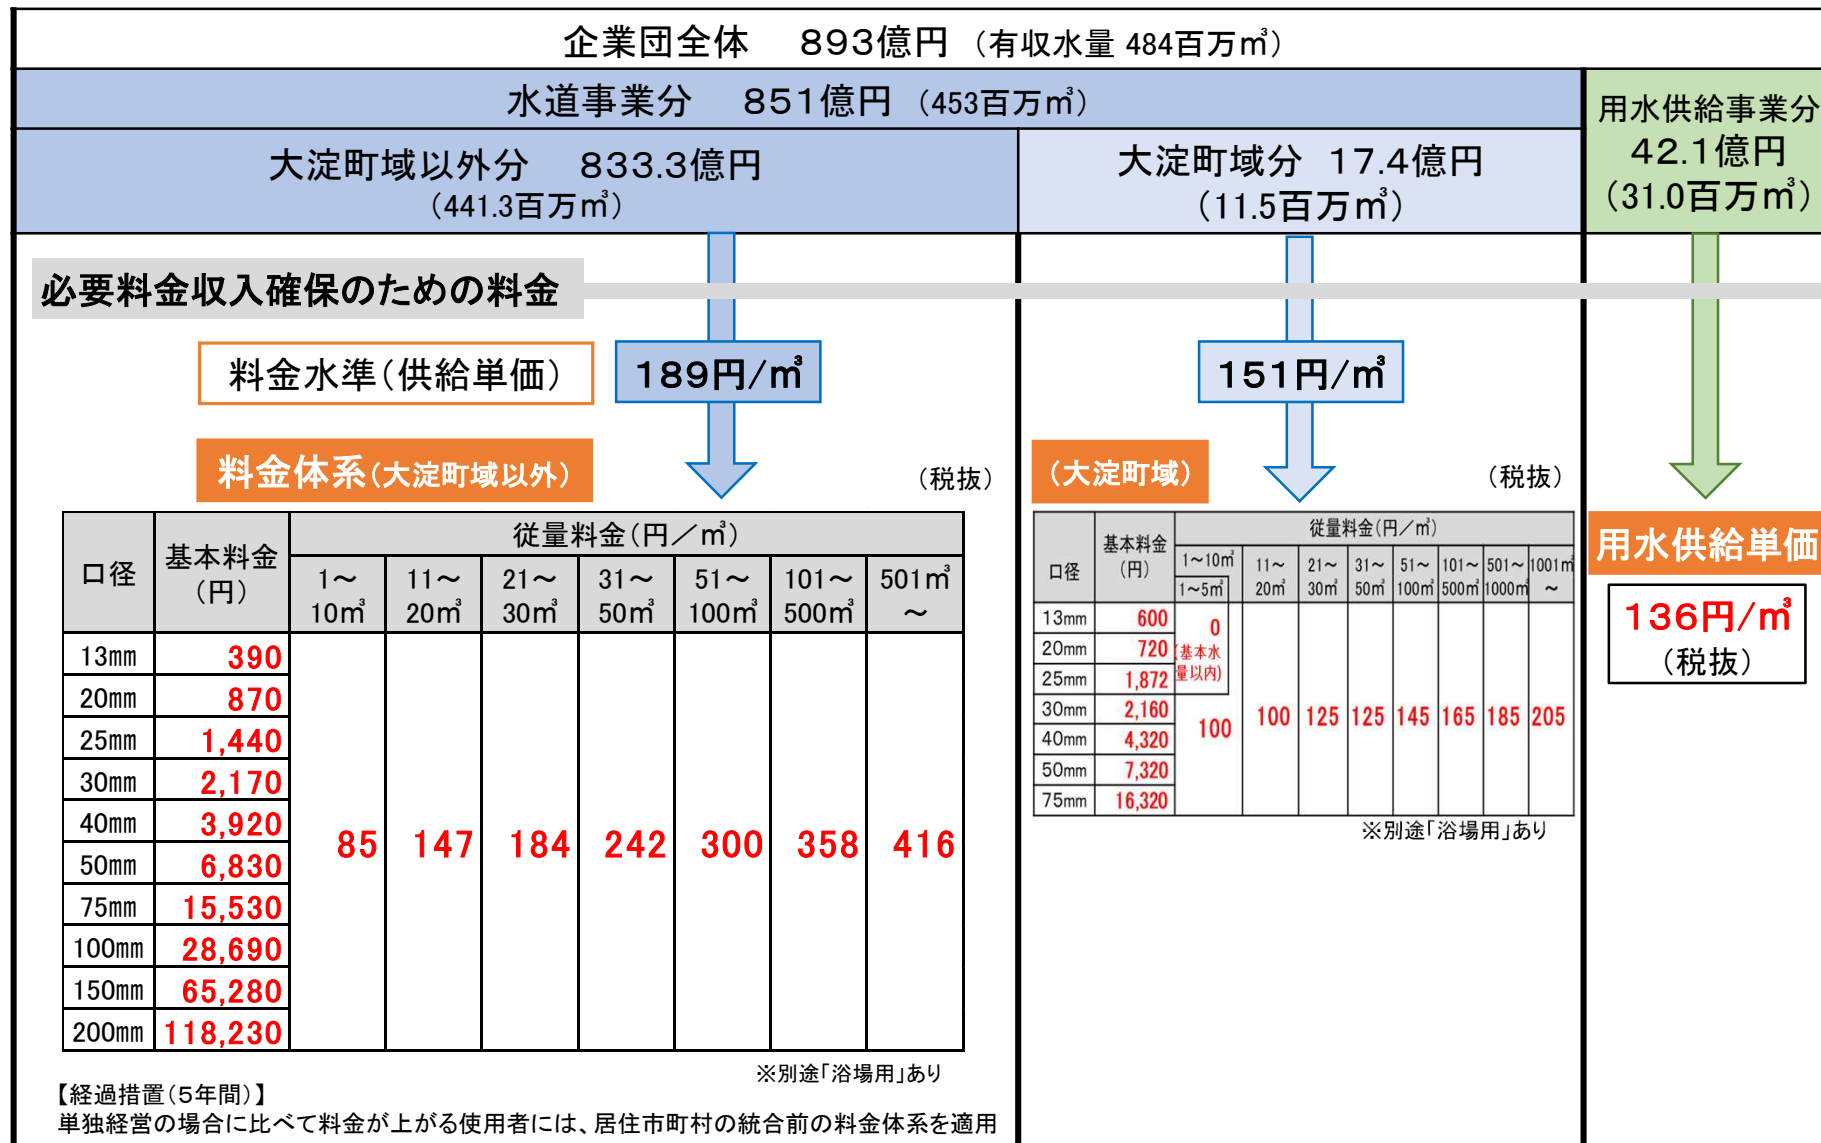 企業団全体　893億円（有収水量 484百万㎥）
水道事業分　851億円（453百万㎥）
用水供給事業分
42.1億円
（31.0百万㎥）
大淀町域以外分　833.3億円
（441.3百万㎥）
大淀町域分　17.4億円
（11.5百万㎥）
必要料金収入確保のための料金
料金水準（供給単価）
189円/㎥
151円/㎥
料金体系（大淀町域以外）
（税抜）
口径
基本料金
（円）
従量料金（円／㎥）
1～
10㎥
11～
20㎥
21～
30㎥
31～
50㎥
51～
100㎥
101～
500㎥
501㎥
～
13mm 390
20mm 870
25mm 1,440
30mm 2,170
40mm 3,920
50mm 6,830
75mm 15,530
100mm 28,690
150mm 65,280
200mm 118,230
85 147 184 242 300 358 416
※別途「浴場用」あり
【経過措置（5年間）】
単独経営の場合に比べて料金が上がる使用者には、居住市町村の統合前の料金体系を適用
（大淀町域）
（税抜）
口径
基本料金
（円）
従量料金（円／㎥）
1～10㎥
1～5㎥
11～
20㎥
21～
30㎥
31～
50㎥
51～
100㎥
101～
500㎥
501～
1000㎥
1001㎥
～
13mm 600
20mm 720
25mm 1,872
30mm 2,160
40mm 4,320
50mm 7,320
75mm 16,320
0
（基本水
量以内）
100 100 125 125 145 165 185 205
※別途「浴場用」あり
用水供給単価
136円/㎥
（税抜）